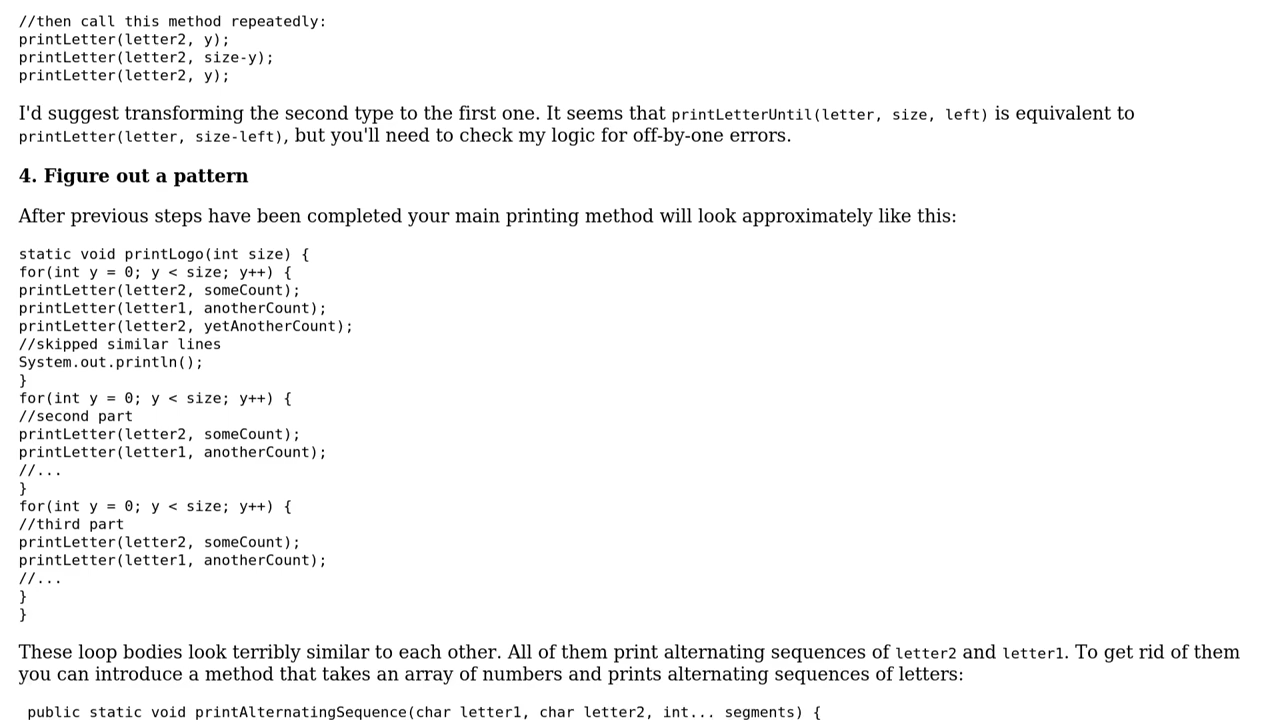 //then call this method repeatedly:
printLetter(letter2, y);
printLetter(letter2, size-y);
printLetter(letter2, y);
I'd suggest transforming the second type to the first one. It seems that printLetterUntil(letter, size, left) is equivalent to
printLetter(letter, size-left), but you'll need to check my logic for off-by-one errors.
4. Figure out a pattern
After previous steps have been completed your main printing method will look approximately like this:
static void printLogo(int size) {
for(int y = 0; y < size; y++) {
printLetter(letter2, someCount);
printLetter(letter1, anotherCount);
printLetter(letter2, yetAnotherCount);
//skipped similar lines
System.out.println();
}
for(int y = 0; y < size; y++) {
//second part
printLetter(letter2, someCount);
printLetter(letter1, anotherCount);
//...
}
for(int y = 0; y < size; y++) {
//third part
printLetter(letter2, someCount);
printLetter(letter1, anotherCount);
//...
}
}
These loop bodies look terribly similar to each other. All of them print alternating sequences of letter2 and letter1. To get rid of them
you can introduce a method that takes an array of numbers and prints alternating sequences of letters:
public static void printAlternatingSequence(char letter1, char letter2, int... segments) {